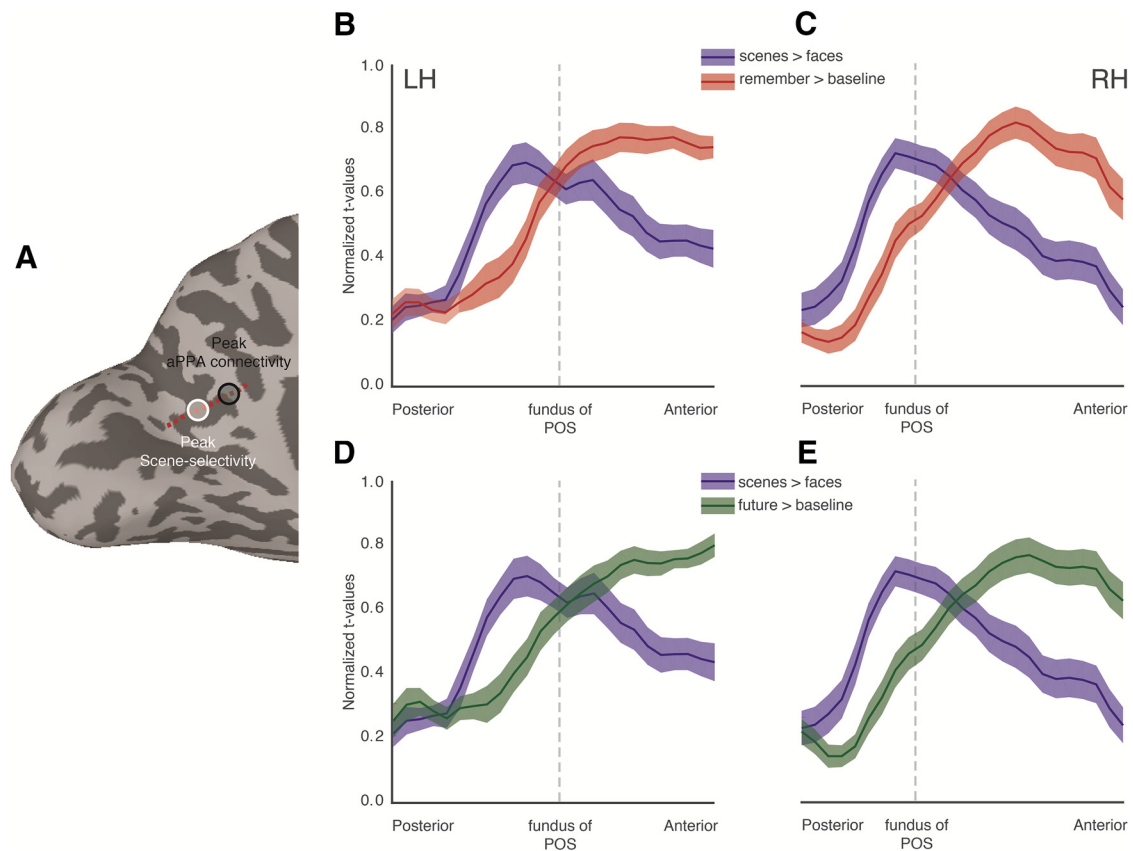 A
Peak
aPPA connectivity
Peak
Scene-selectivity
B
LH
scenes > faces
remember > baseline
Normalized t-values
1.0
0.8
0.6
0.4
0.2
0.0
Posterior
fundus of
POS
Anterior
C
RH
Posterior
fundus of
POS
Anterior
D
scenes > faces
future > baseline
Normalized t-values
1.0
0.8
0.6
0.4
0.2
0.0
Posterior
fundus of
POS
Anterior
E
Posterior
fundus of
POS
Anterior